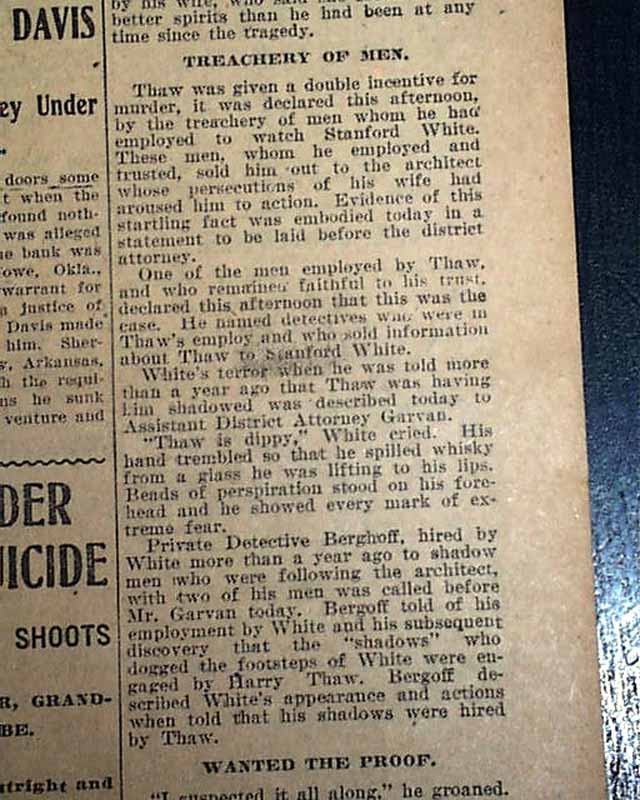 DAVIS
ey Under
doors some
t when the
found noth-
was alleged
e bank was
owe, Okla.,
warrant for
a justice of
Davis made
him. Sher-
y, Arkansas,
h the requi-
ns he sunk
venture and
DER
UICIDE
SHOOTS
R, GRAND-
BE.
utright and
by his wife, who said
better spirits than he had been at any
time since the tragedy.
TREACHERY OF MEN.
Thaw was given a double incentive for
murder, it was declared this afternoon,
by the treachery of men whom he had
employed to watch Stanford White.
These men, whom he employed and
trusted, sold him out to the architect
whose persecutions of his wife had
aroused him to action. Evidence of this
startling fact was embodied today in a
statement to be laid before the district
attorney.
One of the men employed by Thaw,
and who remained faithful to his trust,
declared this afternoon that this was the
case. He named detectives who were in
Thaw's employ and who sold information
about Thaw to Stanford White.
White's terror when he was told more
than a year ago that Thaw was having
him shadowed was described today to
Assistant District Attorney Garvan.
"Thaw is dippy," White cried. His
hand trembled so that he spilled whisky
from a glass he was lifting to his lips.
Beads of perspiration stood on his fore-
head and he showed every mark of ex-
treme fear.
Private Detective Berghoff, hired by
White more than a year ago to shadow
men who were following the architect,
with two of his men was called before
Mr. Garvan today. Bergoff told of his
employment by White and his subsequent
discovery that the "shadows" who
dogged the footsteps of White were en-
gaged by Harry Thaw. Bergoff de-
scribed White's appearance and actions
when told that his shadows were hired
by Thaw.
WANTED THE PROOF.
"I suspected it all along," he groaned.